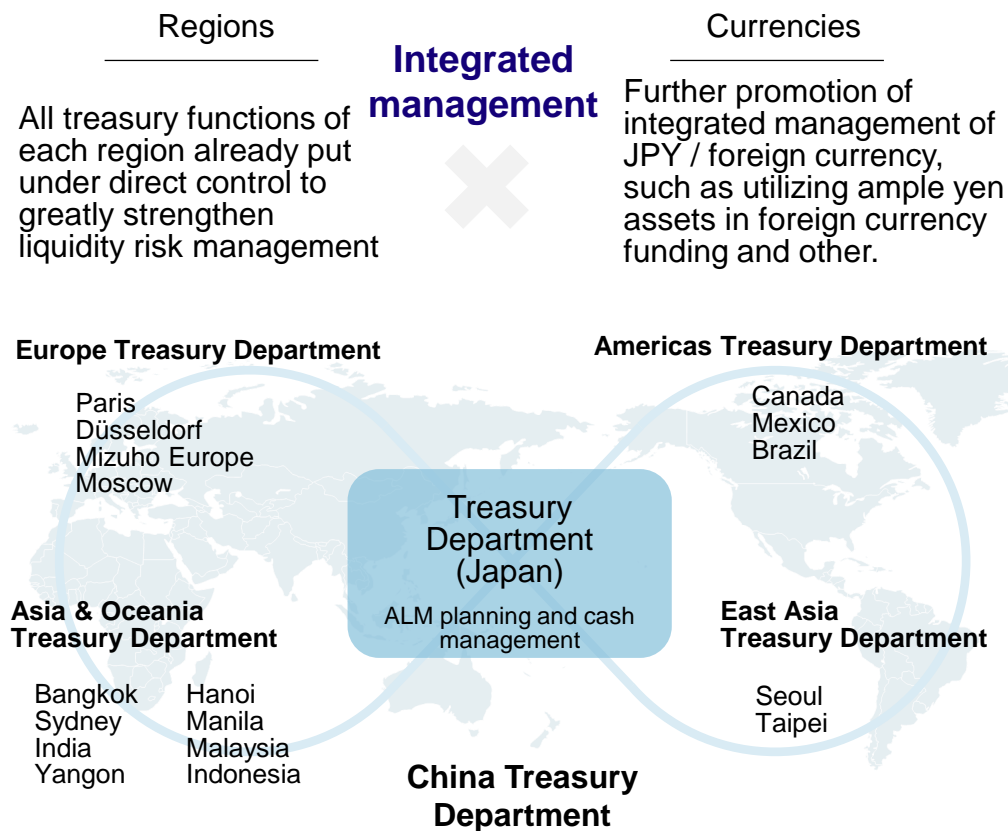 Regions
All treasury functions of
each region already put
under direct control to
greatly strengthen
liquidity risk management
Integrated
management
Currencies
Further promotion of
integrated management of
JPY / foreign currency,
such as utilizing ample yen
assets in foreign currency
funding and other.
Europe Treasury Department
Paris
Düsseldorf
Mizuho Europe
Moscow
Americas Treasury Department
Canada
Mexico
Brazil
Treasury
Department
(Japan)
ALM planning and cash
management
Asia & Oceania
Treasury Department
Bangkok
Sydney
India
Yangon
Hanoi
Manila
Malaysia
Indonesia
East Asia
Treasury Department
Seoul
Taipei
China Treasury
Department